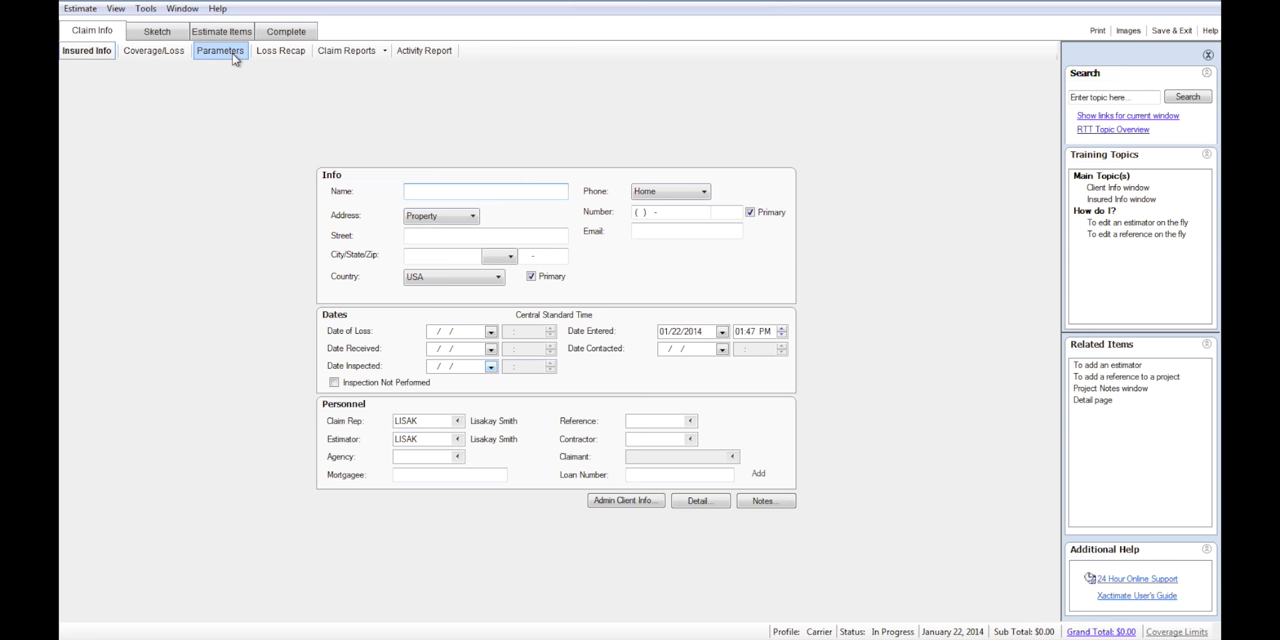 Estimate View Tools Window Help
Claim Info Sketch Estimate Items Complete
Print Images Save & Exit Help
Insured Info Coverage/Loss Parameters Loss Recap Claim Reports Activity Report
Info
Name:
Phone: Home
Address: Property
Number: ( ) - Primary
Street:
Email:
City/State/Zip: -
Country: USA Primary
Dates Central Standard Time
Date of Loss: / / : Date Entered: 01/22/2014 01:47 PM
Date Received: / / : Date Contacted: / / :
Date Inspected: / / :
Inspection Not Performed
Personnel
Claim Rep: LISAK Lisakay Smith Reference:
Estimator: LISAK Lisakay Smith Contractor:
Agency: Claimant:
Mortgagee: Loan Number: Add
Admin Client Info... Detail... Notes...
Search
Enter topic here... Search
Show links for current window
RTT Topic Overview
Training Topics
Main Topic(s)
Client Info window
Insured Info window
How do I?
To edit an estimator on the fly
To edit a reference on the fly
Related Items
To add an estimator
To add a reference to a project
Project Notes window
Detail page
Additional Help
24 Hour Online Support
Xactimate User's Guide
Profile: Carrier Status: In Progress January 22, 2014 Sub Total: $0.00 Grand Total: $0.00 Coverage Limits